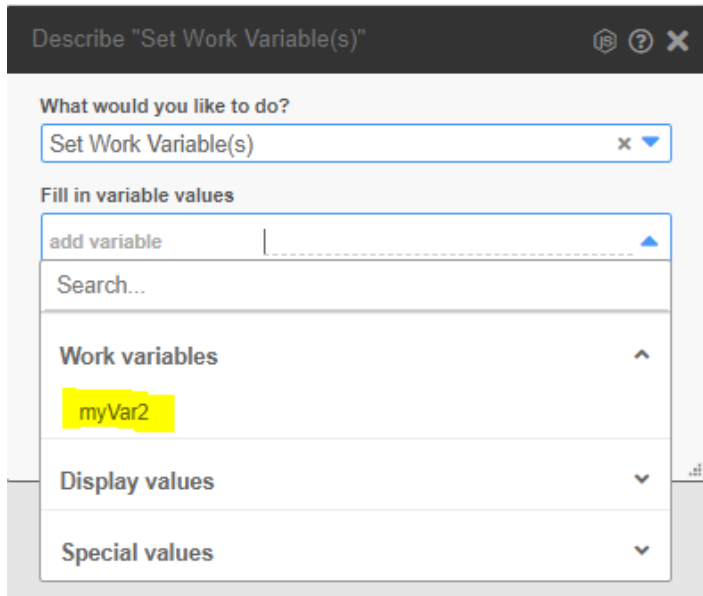 Describe "Set Work Variable(s)"
JS ?
What would you like to do?
Set Work Variable(s)
Fill in variable values
add variable
Search...
Work variables
myVar2
Display values
Special values